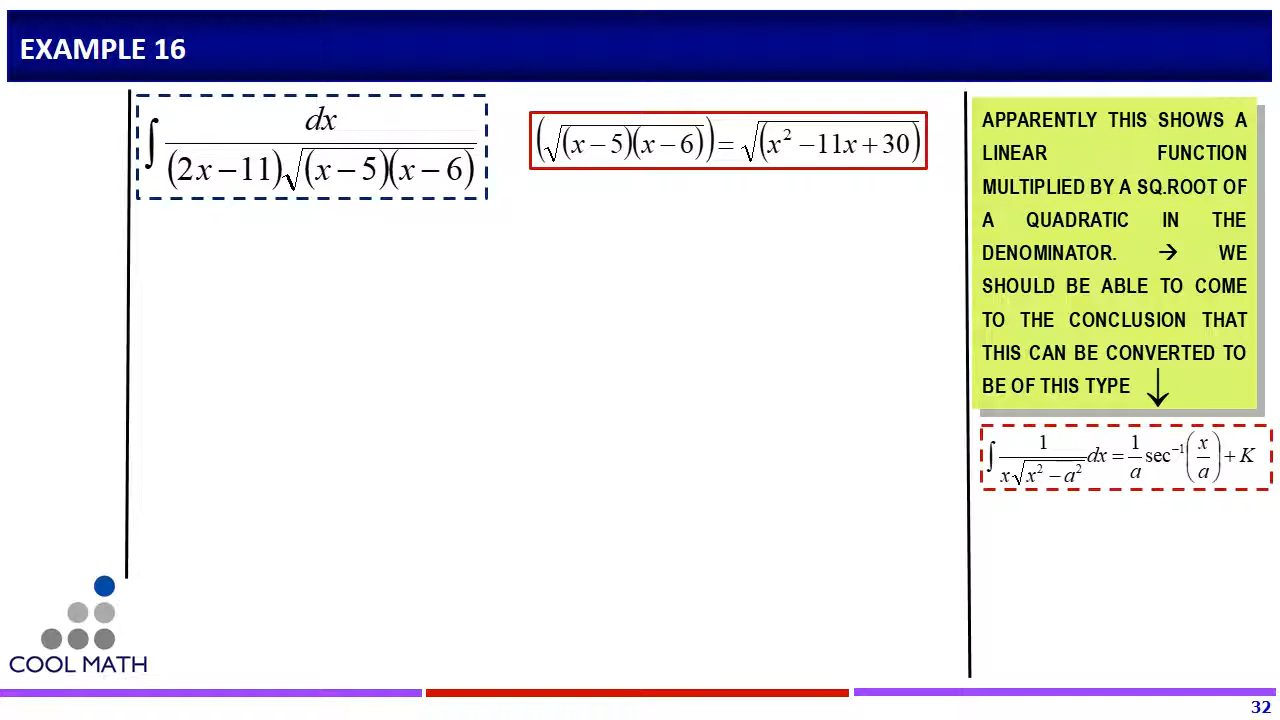 EXAMPLE 16
∫ dx / (2x − 11)√(x − 5)(x − 6)
(√(x − 5)(x − 6)) = √(x² − 11x + 30)
APPARENTLY THIS SHOWS A
LINEAR FUNCTION
MULTIPLIED BY A SQ.ROOT OF
A QUADRATIC IN THE
DENOMINATOR. → WE
SHOULD BE ABLE TO COME
TO THE CONCLUSION THAT
THIS CAN BE CONVERTED TO
BE OF THIS TYPE ↓
∫ 1 / x√x² − a² dx = 1/a sec⁻¹(x/a) + K
COOL MATH
32